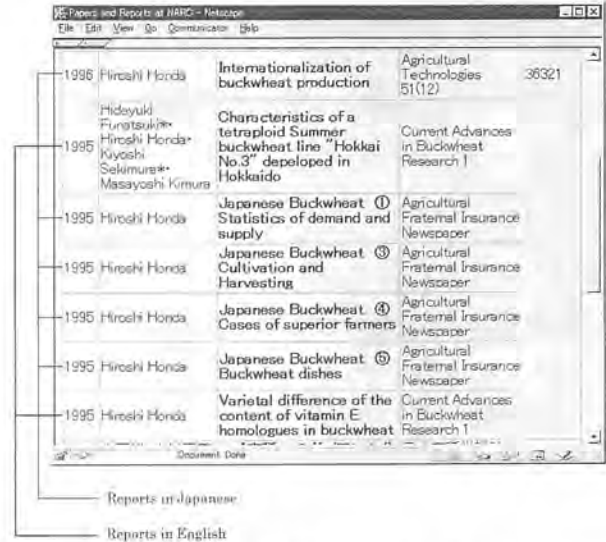 Papers and Reports at NARCI - Netscape
File Edit View Go Communicator Help
1996 Hiroshi Honda Internationalization of buckwheat production Agricultural Technologies 51(12) 36321
1995 Hideyuki Funatsuki*・ Hiroshi Honda・ Kiyoshi Sekimura*・ Masayoshi Kimura Characteristics of a tetraploid Summer buckwheat line "Hokkai No.3" depeloped in Hokkaido Current Advances in Buckwheat Research 1
1995 Hiroshi Honda Japanese Buckwheat ① Statistics of demand and supply Agricultural Fraternal Insurance Newspaper
1995 Hiroshi Honda Japanese Buckwheat ③ Cultivation and Harvesting Agricultural Fraternal Insurance Newspaper
1995 Hiroshi Honda Japanese Buckwheat ④ Cases of superior farmers Agricultural Fraternal Insurance Newspaper
1995 Hiroshi Honda Japanese Buckwheat ⑤ Buckwheat dishes Agricultural Fraternal Insurance Newspaper
1995 Hiroshi Honda Varietal difference of the content of vitamin E homologues in buckwheat Current Advances in Buckwheat Research 1
Document Done
Reports in Japanese
Reports in English